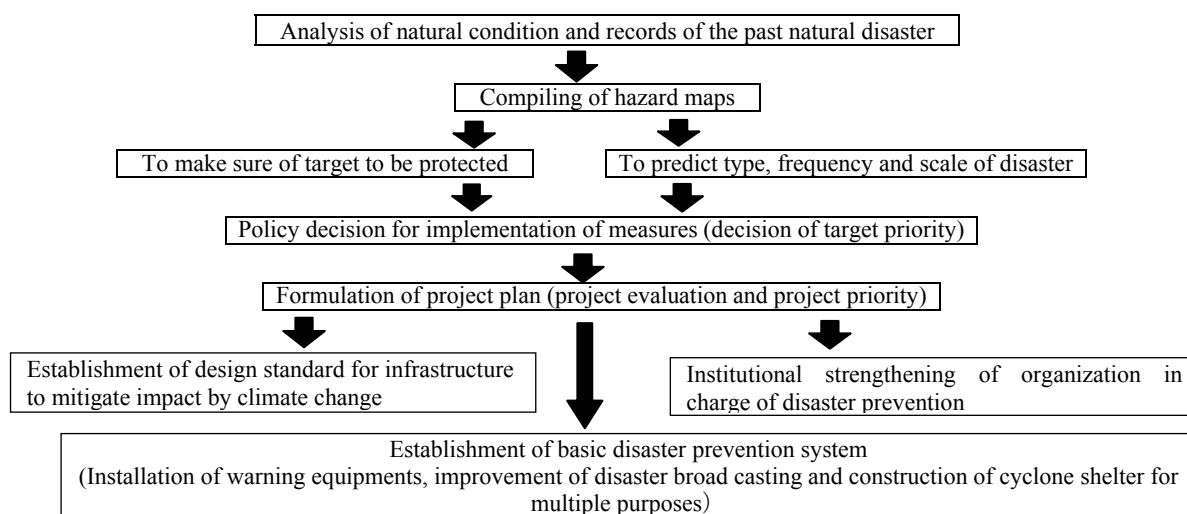 Analysis of natural condition and records of the past natural disaster
Compiling of hazard maps
To make sure of target to be protected
To predict type, frequency and scale of disaster
Policy decision for implementation of measures (decision of target priority)
Formulation of project plan (project evaluation and project priority)
Establishment of design standard for infrastructure
to mitigate impact by climate change
Institutional strengthening of organization in
charge of disaster prevention
Establishment of basic disaster prevention system
(Installation of warning equipments, improvement of disaster broad casting and construction of cyclone shelter for
multiple purposes)